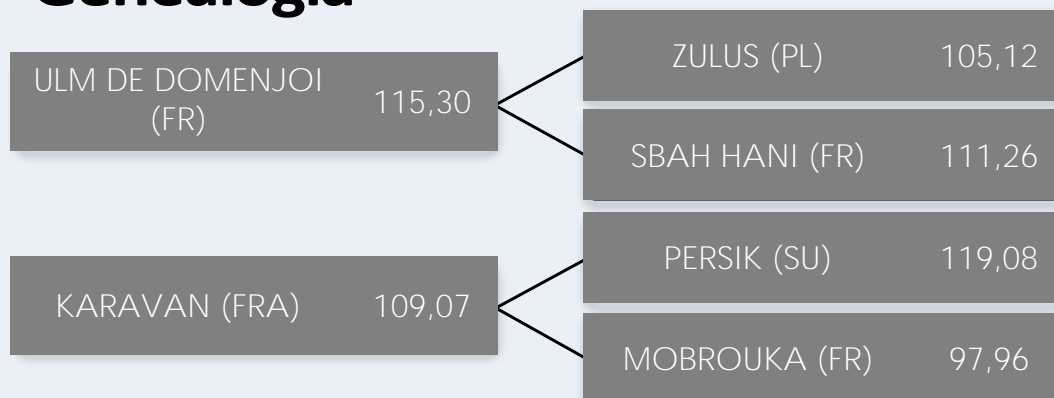 Genealogía
ULM DE DOMENJOI
(FR)
115,30
ZULUS (PL)
105,12
SBAH HANI (FR)
111,26
KARAVAN (FRA)
109,07
PERSIK (SU)
119,08
MOBROUKA (FR)
97,96